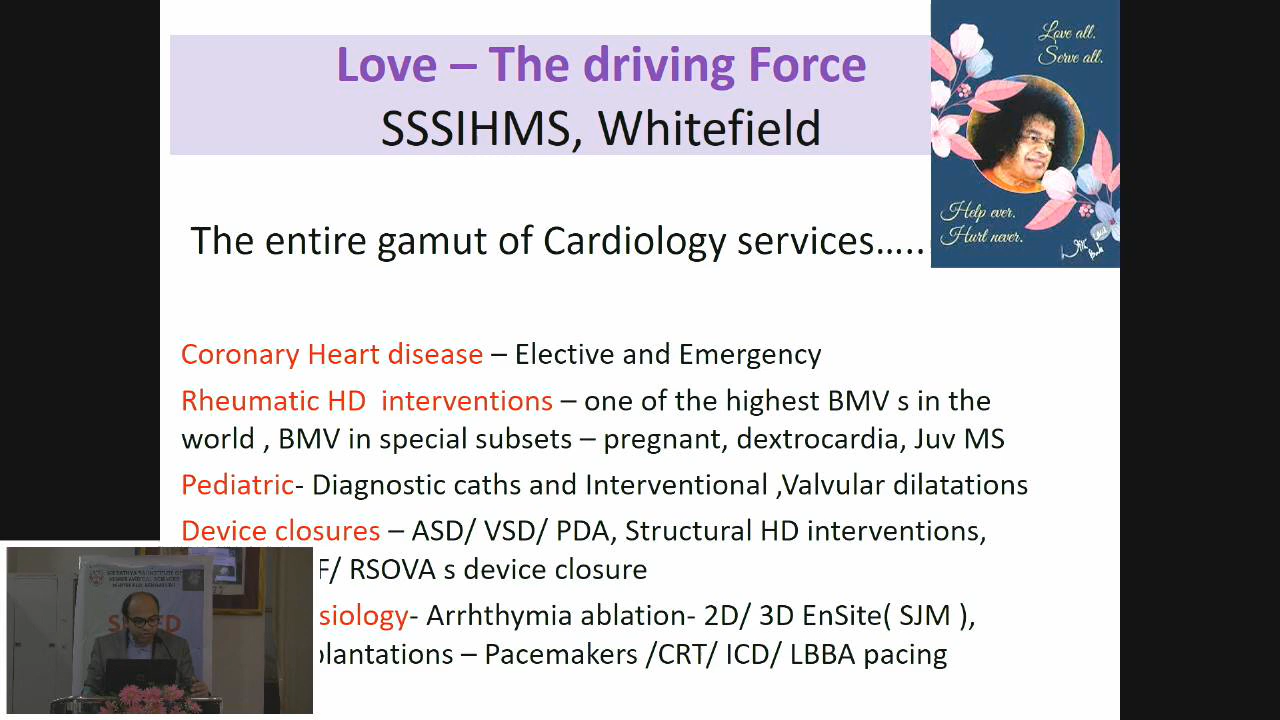 Love – The driving Force
SSSIHMS, Whitefield
Love all.
Serve all.
Help ever.
Hurt never.
The entire gamut of Cardiology services…..
Coronary Heart disease – Elective and Emergency
Rheumatic HD interventions – one of the highest BMV s in the
world , BMV in special subsets – pregnant, dextrocardia, Juv MS
Pediatric- Diagnostic caths and Interventional ,Valvular dilatations
Device closures – ASD/ VSD/ PDA, Structural HD interventions,
F/ RSOVA s device closure
siology- Arrhthymia ablation- 2D/ 3D EnSite( SJM ),
plantations – Pacemakers /CRT/ ICD/ LBBA pacing